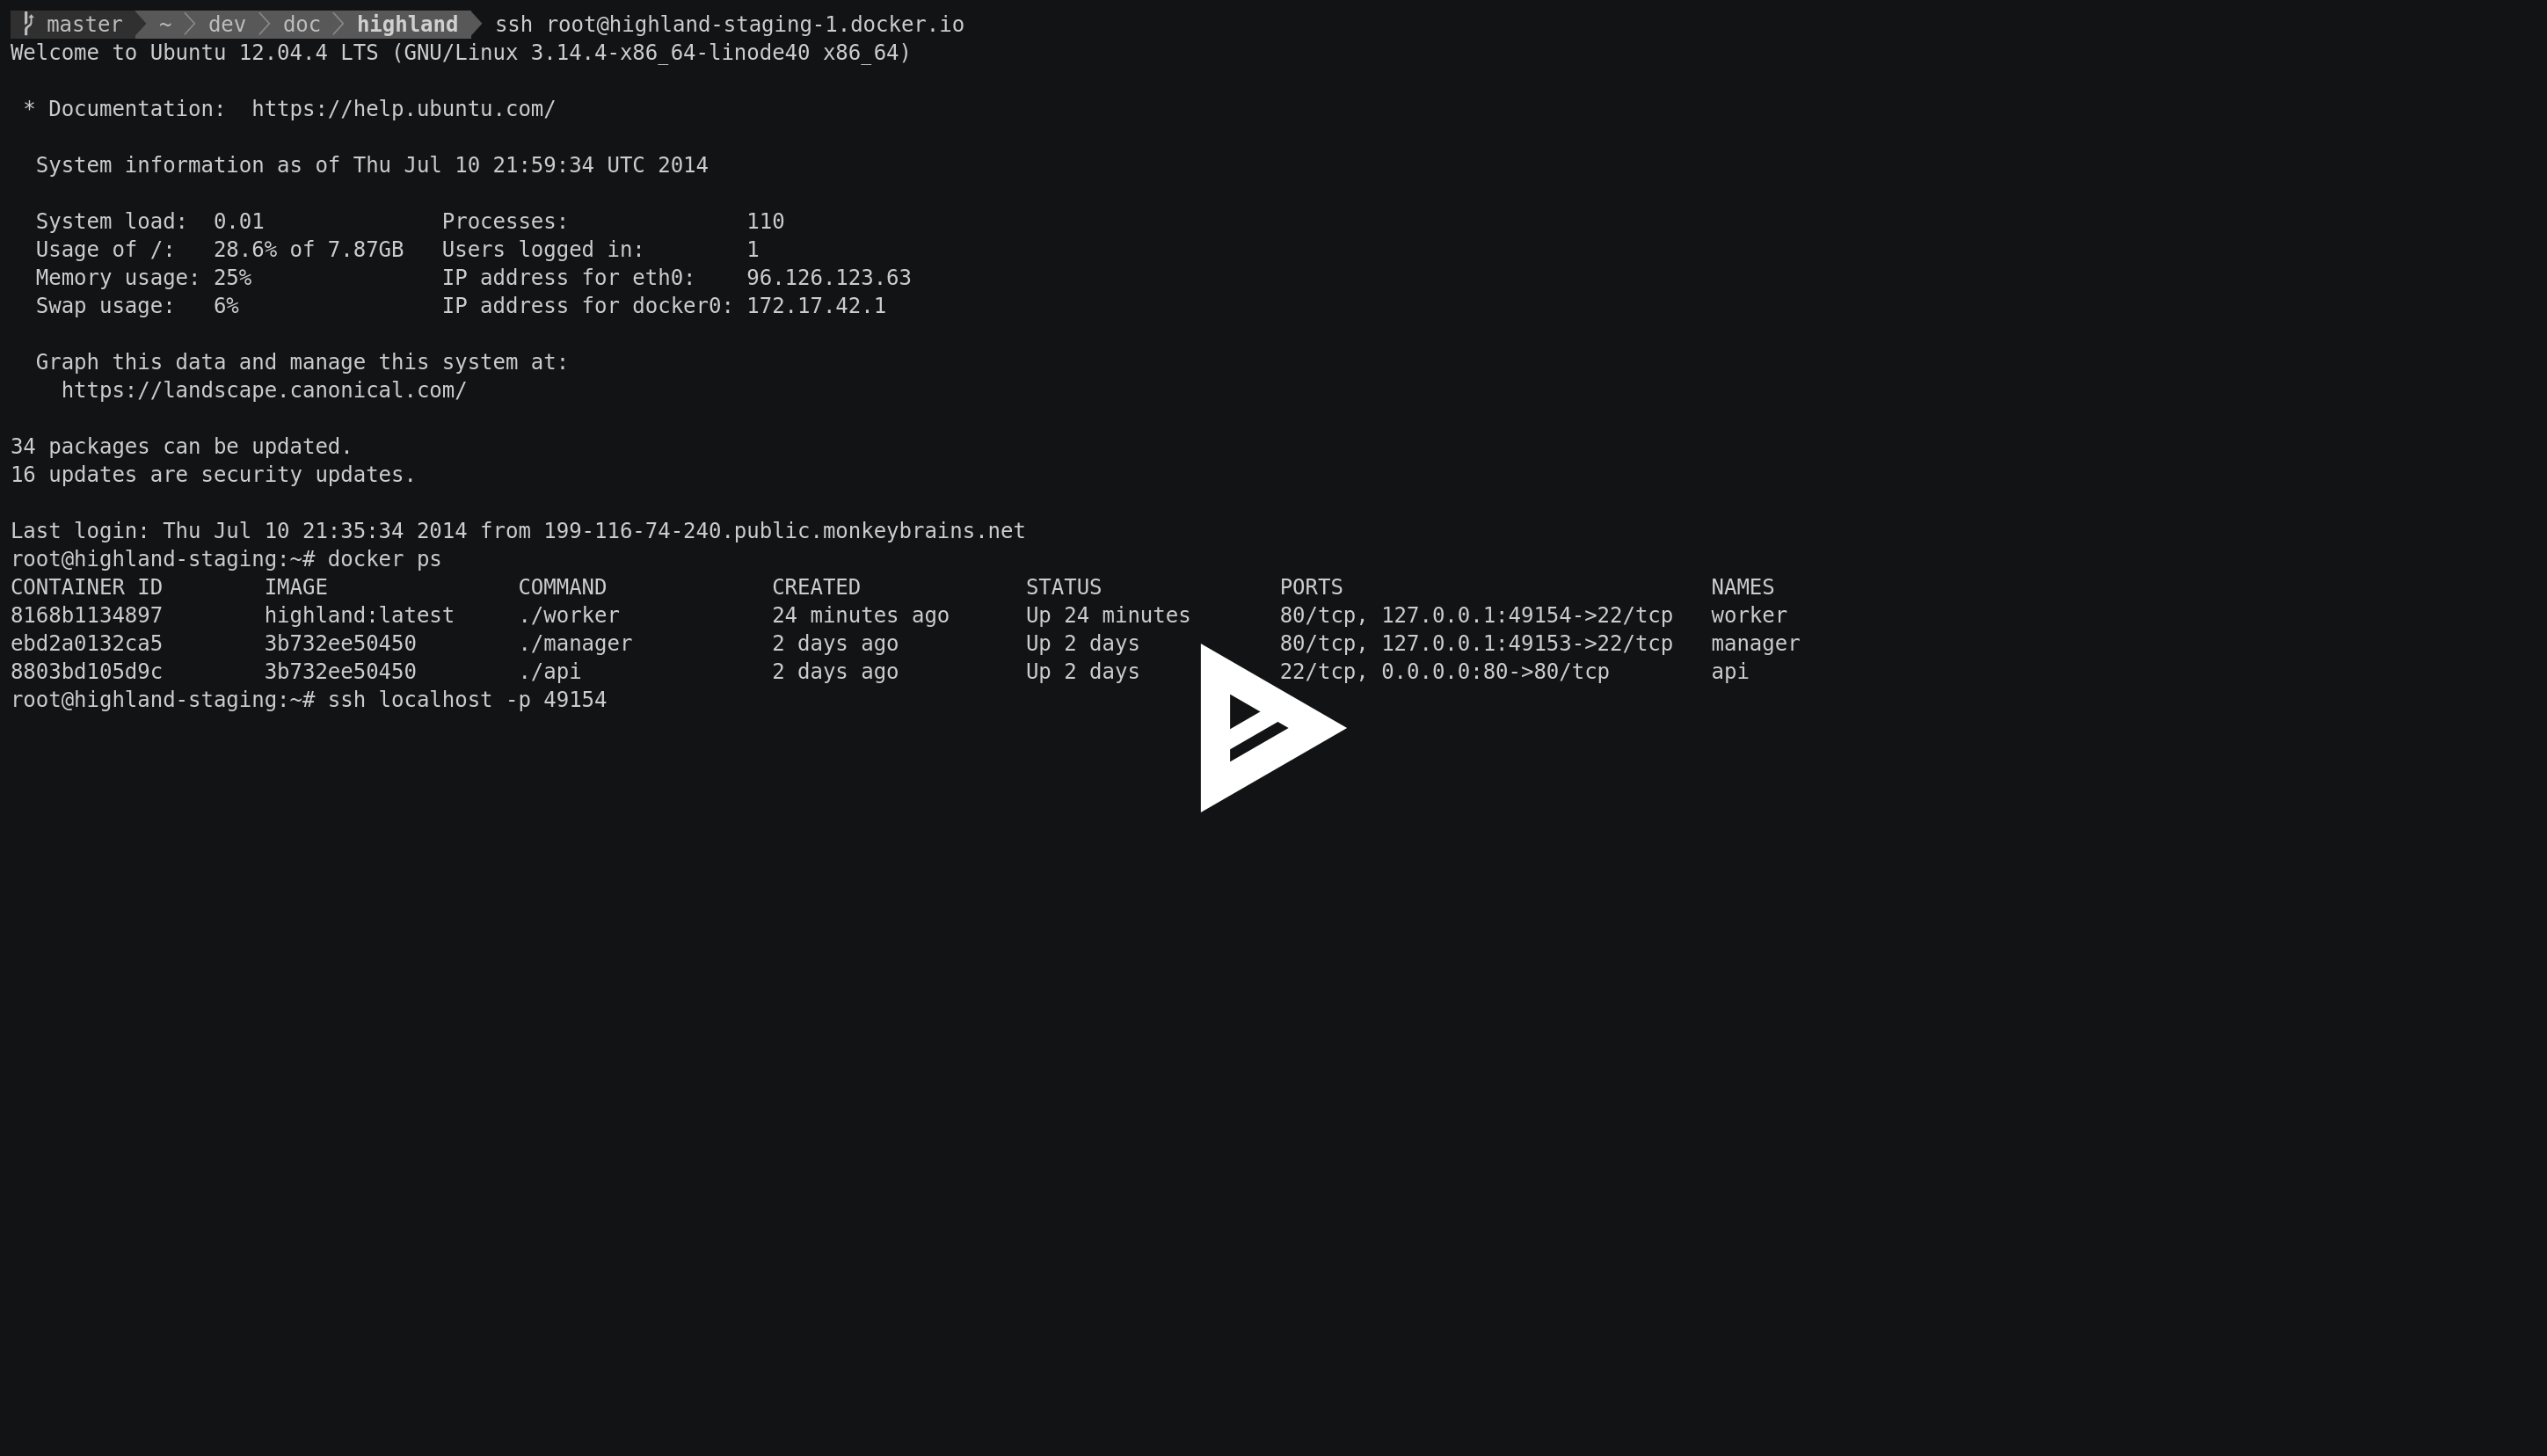 master ~ dev doc highland ssh root@highland-staging-1.docker.io
Welcome to Ubuntu 12.04.4 LTS (GNU/Linux 3.14.4-x86_64-linode40 x86_64)
* Documentation:  https://help.ubuntu.com/
System information as of Thu Jul 10 21:59:34 UTC 2014
System load:  0.01              Processes:              110
Usage of /:   28.6% of 7.87GB   Users logged in:        1
Memory usage: 25%               IP address for eth0:    96.126.123.63
Swap usage:   6%                IP address for docker0: 172.17.42.1
Graph this data and manage this system at:
https://landscape.canonical.com/
34 packages can be updated.
16 updates are security updates.
Last login: Thu Jul 10 21:35:34 2014 from 199-116-74-240.public.monkeybrains.net
root@highland-staging:~# docker ps
CONTAINER ID        IMAGE               COMMAND             CREATED             STATUS              PORTS                             NAMES
8168b1134897        highland:latest     ./worker            24 minutes ago      Up 24 minutes       80/tcp, 127.0.0.1:49154->22/tcp   worker
ebd2a0132ca5        3b732ee50450        ./manager           2 days ago          Up 2 days           80/tcp, 127.0.0.1:49153->22/tcp   manager
8803bd105d9c        3b732ee50450        ./api               2 days ago          Up 2 days           22/tcp, 0.0.0.0:80->80/tcp        api
root@highland-staging:~# ssh localhost -p 49154